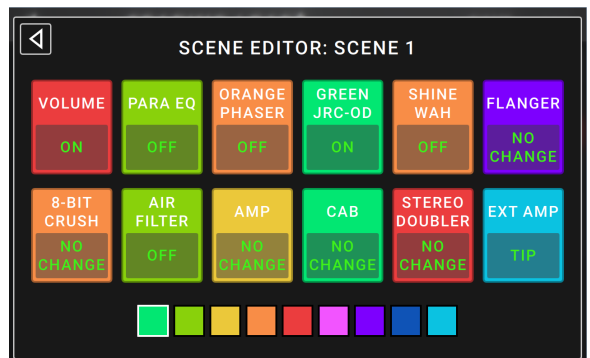 SCENE EDITOR: SCENE 1
VOLUME
ON
PARA EQ
OFF
ORANGE
PHASER
OFF
GREEN
JRC-OD
ON
SHINE
WAH
OFF
FLANGER
NO
CHANGE
8-BIT
CRUSH
NO
CHANGE
AIR
FILTER
OFF
AMP
NO
CHANGE
CAB
NO
CHANGE
STEREO
DOUBLER
NO
CHANGE
EXT AMP
TIP